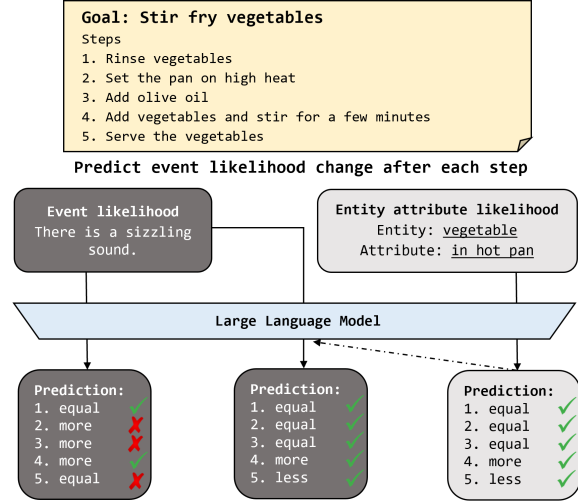 Goal: Stir fry vegetables
Steps
1. Rinse vegetables
2. Set the pan on high heat
3. Add olive oil
4. Add vegetables and stir for a few minutes
5. Serve the vegetables
Predict event likelihood change after each step
Event likelihood
There is a sizzling
sound.
Entity attribute likelihood
Entity: vegetable
Attribute: in hot pan
Large Language Model
Prediction:
1. equal
2. more
3. more
4. more
5. equal
Prediction:
1. equal
2. equal
3. equal
4. more
5. less
Prediction:
1. equal
2. equal
3. equal
4. more
5. less